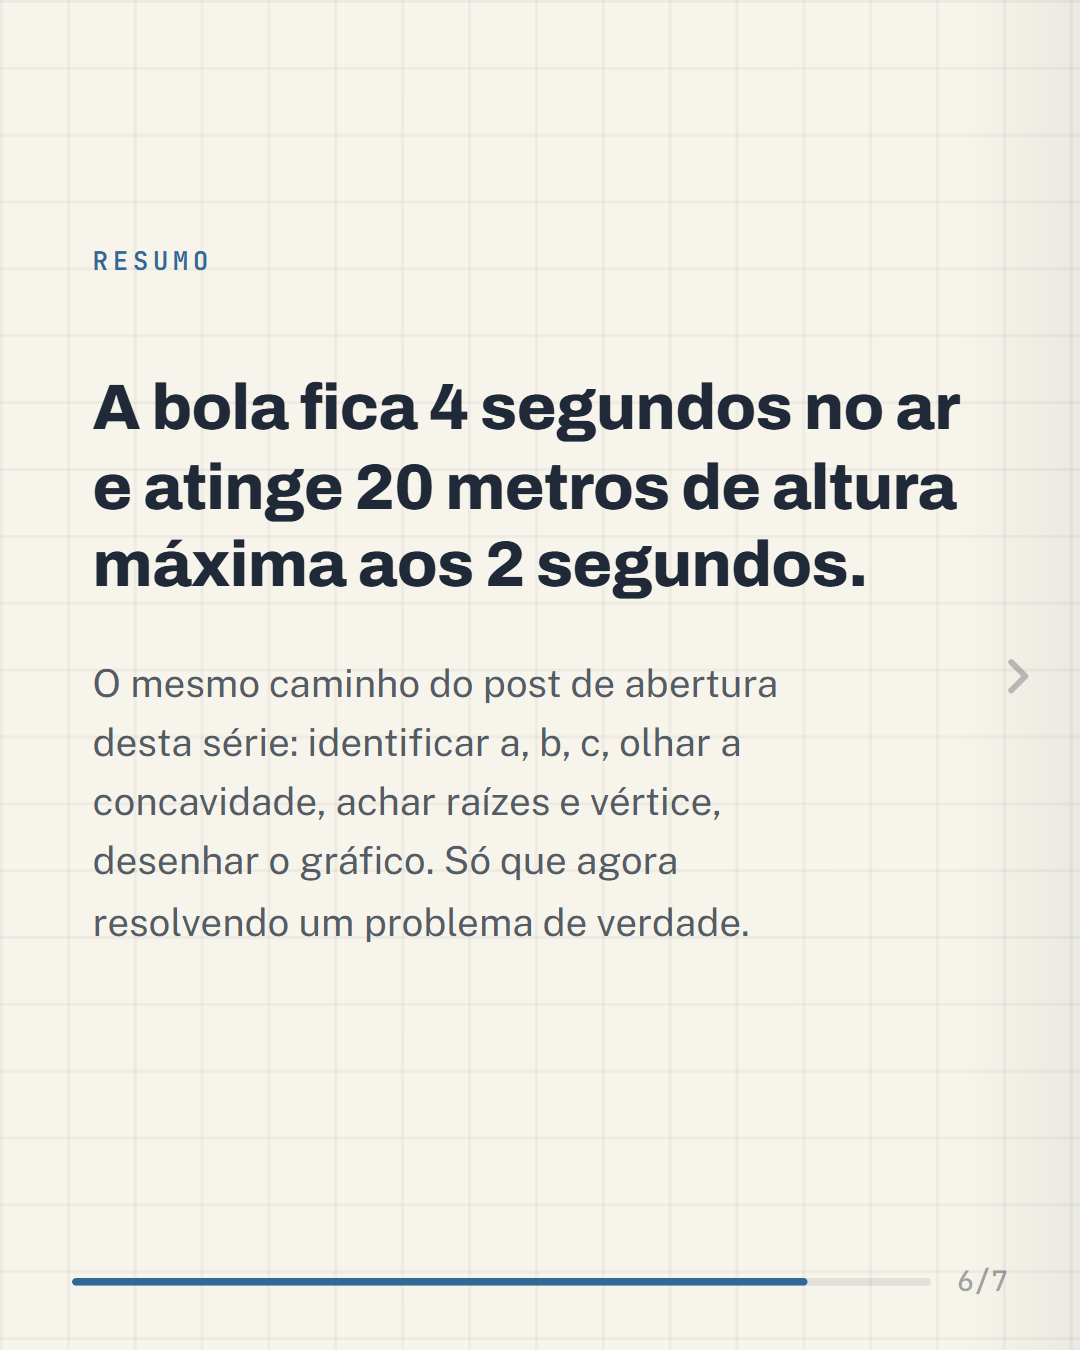 RESUMO
A bola fica 4 segundos no ar
e atinge 20 metros de altura
máxima aos 2 segundos.
O mesmo caminho do post de abertura
desta série: identificar a, b, c, olhar a
concavidade, achar raízes e vértice,
desenhar o gráfico. Só que agora
resolvendo um problema de verdade.
6/7